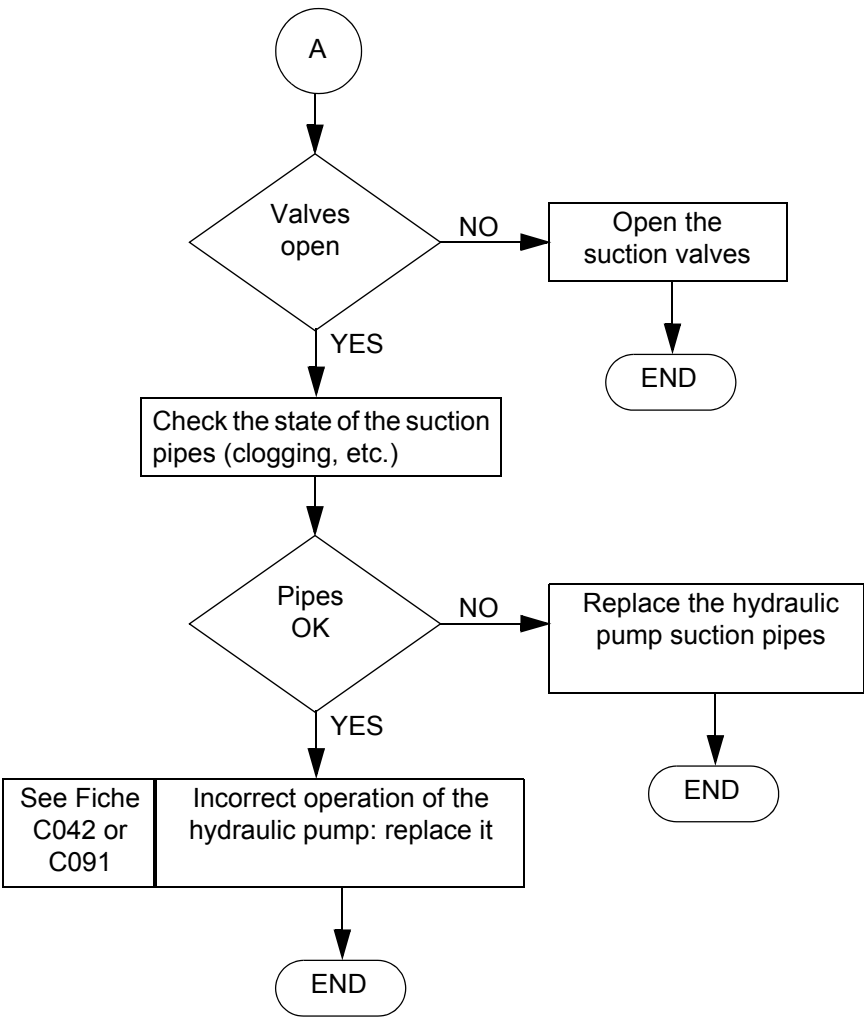 A
Valves
open
NO
Open the
suction valves
YES
END
Check the state of the suction
pipes (clogging, etc.)
Pipes
OK
NO
Replace the hydraulic
pump suction pipes
YES
END
See Fiche
C042 or
C091
Incorrect operation of the
hydraulic pump: replace it
END